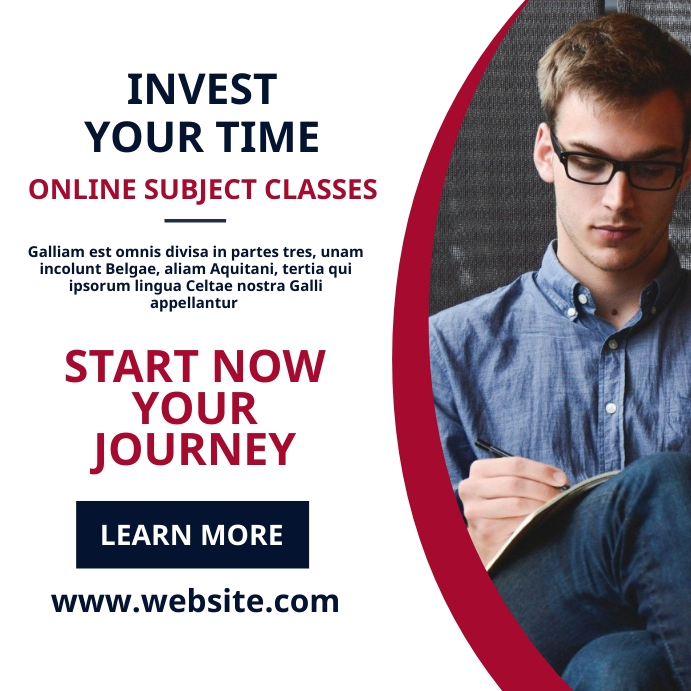 INVEST
YOUR TIME
ONLINE SUBJECT CLASSES
Galliam est omnis divisa in partes tres, unam
incolunt Belgae, aliam Aquitani, tertia qui
ipsorum lingua Celtae nostra Galli
appellantur
START NOW
YOUR
JOURNEY
LEARN MORE
www.website.com